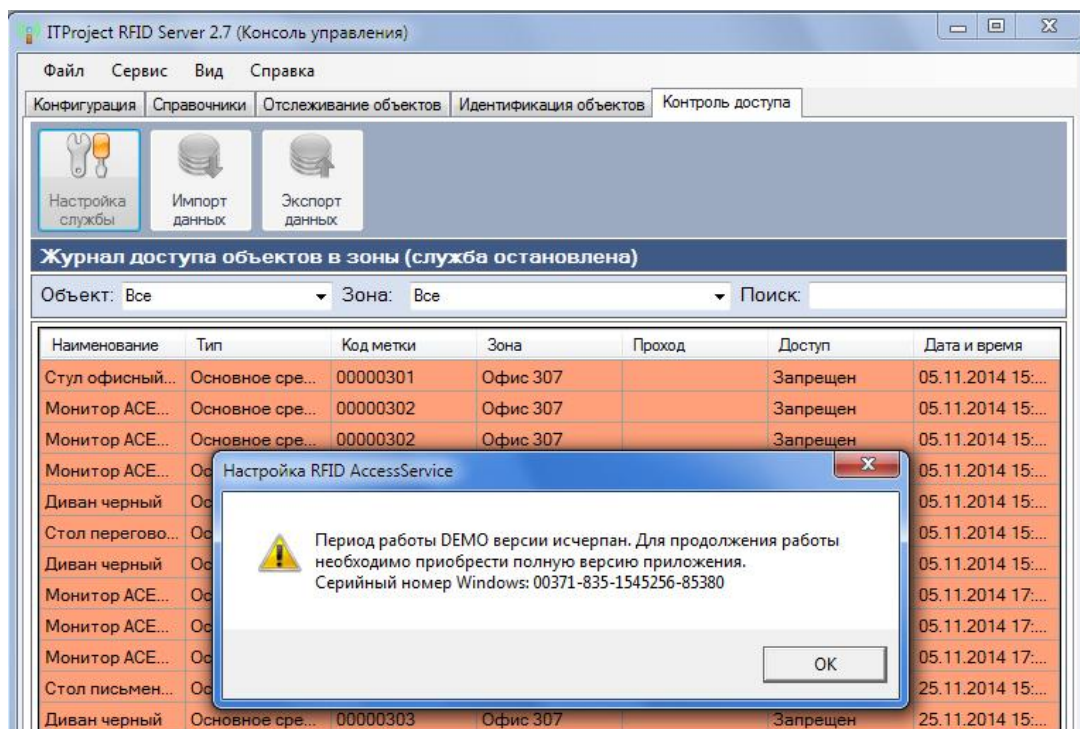 ITProject RFID Server 2.7 (Консоль управления)
Файл Сервис Вид Справка
Конфигурация Справочники Отслеживание объектов Идентификация объектов Контроль доступа
Настройка службы
Импорт данных
Экспорт данных
Журнал доступа объектов в зоны (служба остановлена)
Объект: Все Зона: Все Поиск:
Наименование Тип Код метки Зона Проход Доступ Дата и время
Стул офисный... Основное сре... 00000301 Офис 307 Запрещен 05.11.2014 15:...
Монитор ACE... Основное сре... 00000302 Офис 307 Запрещен 05.11.2014 15:...
Монитор ACE... Основное сре... 00000302 Офис 307 Запрещен 05.11.2014 15:...
Монитор ACE... Ос 05.11.2014 15:...
Диван черный Ос 05.11.2014 15:...
Стол перегово... Ос 05.11.2014 15:...
Диван черный Ос 05.11.2014 15:...
Монитор ACE... Ос 05.11.2014 17:...
Монитор ACE... Ос 05.11.2014 17:...
Монитор ACE... Ос 05.11.2014 17:...
Стол письмен... Ос 25.11.2014 15:...
Диван черный Основное сре... 00000303 Офис 307 Запрещен 25.11.2014 15:...
Настройка RFID AccessService
Период работы DEMO версии исчерпан. Для продолжения работы
необходимо приобрести полную версию приложения.
Серийный номер Windows: 00371-835-1545256-85380
OK